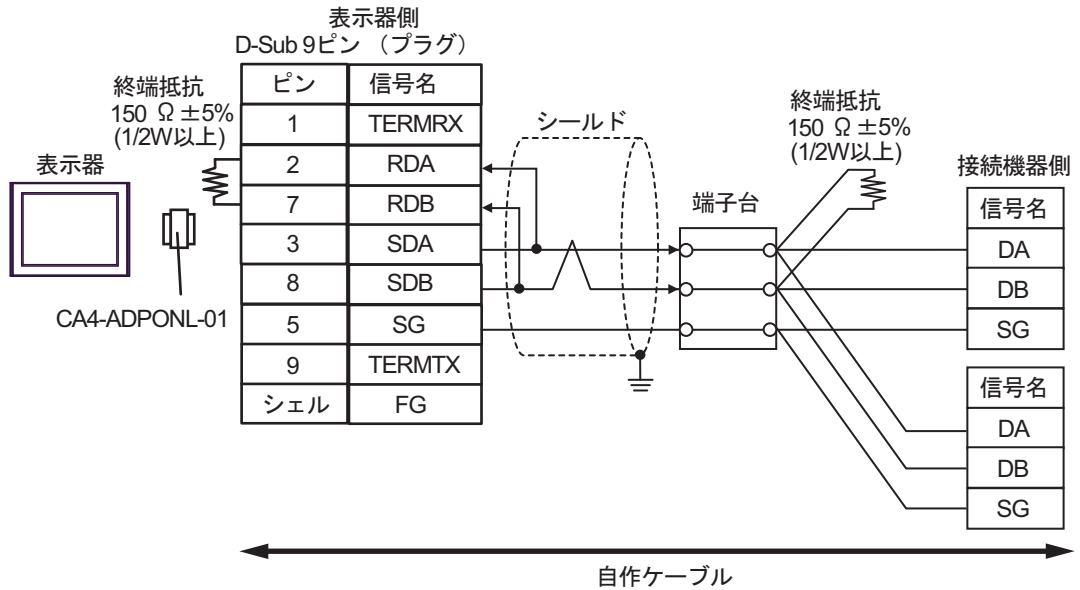 表示器側
D-Sub 9ピン （プラグ）
終端抵抗
150 Ω ±5%
(1/2W以上)
表示器
CA4-ADPONL-01
ピン 信号名
1 TERMRX
2 RDA
7 RDB
3 SDA
8 SDB
5 SG
9 TERMTX
シェル FG
シールド
端子台
終端抵抗
150 Ω ±5%
(1/2W以上)
接続機器側
信号名
DA
DB
SG
信号名
DA
DB
SG
自作ケーブル